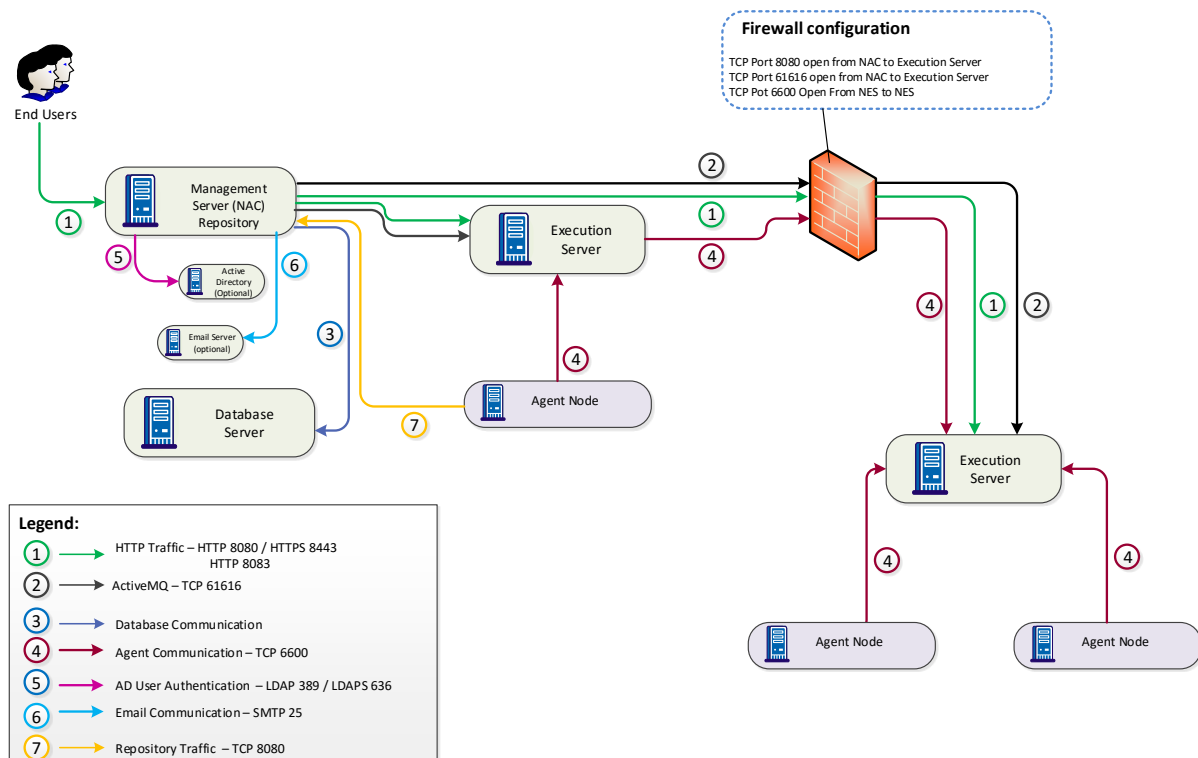 Firewall configuration
TCP Port 8080 open from NAC to Execution Server
TCP Port 61616 open from NAC to Execution Server
TCP Pot 6600 Open From NES to NES
End Users
1
Management
Server (NAC)
Repository
2
1
Execution
Server
4
5
6
Active
Directory
(Optional)
Email Server
(optional)
3
4
4
1
2
Database
Server
7
Agent Node
Execution
Server
4
4
Agent Node
Agent Node
Legend:
1 HTTP Traffic – HTTP 8080 / HTTPS 8443
HTTP 8083
2 ActiveMQ – TCP 61616
3 Database Communication
4 Agent Communication – TCP 6600
5 AD User Authentication – LDAP 389 / LDAPS 636
6 Email Communication – SMTP 25
7 Repository Traffic – TCP 8080